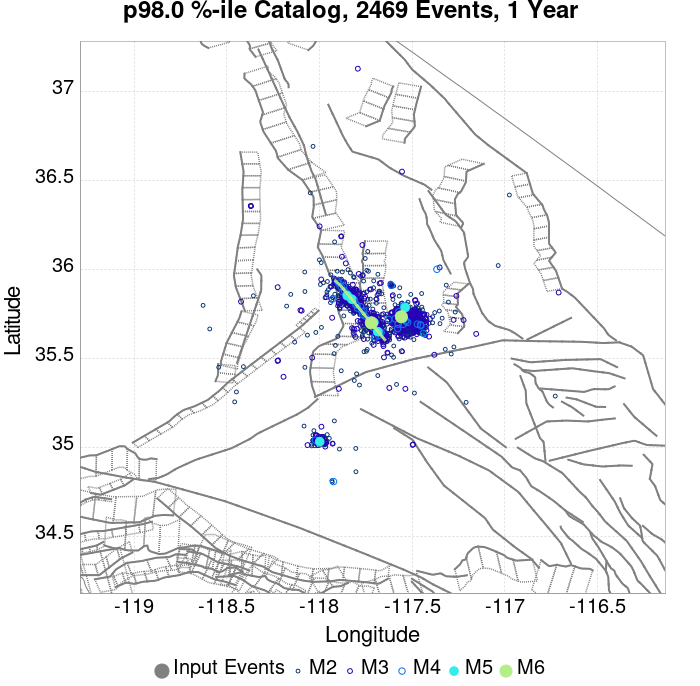 p98.0 %-ile Catalog, 2469 Events, 1 Year
37
36.5
36
35.5
35
34.5
Latitude
-119 -118.5 -118 -117.5 -117 -116.5
Longitude
Input Events M2 M3 M4 M5 M6